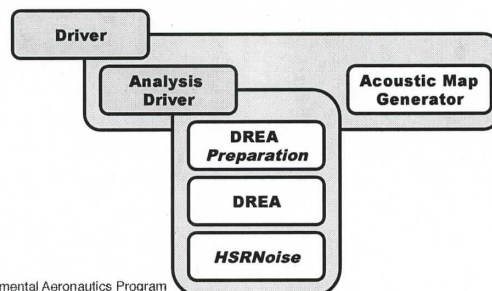 Driver
Analysis
Driver
Acoustic Map
Generator
DREA
Preparation
DREA
HSRNoise
mental Aeronautics Program